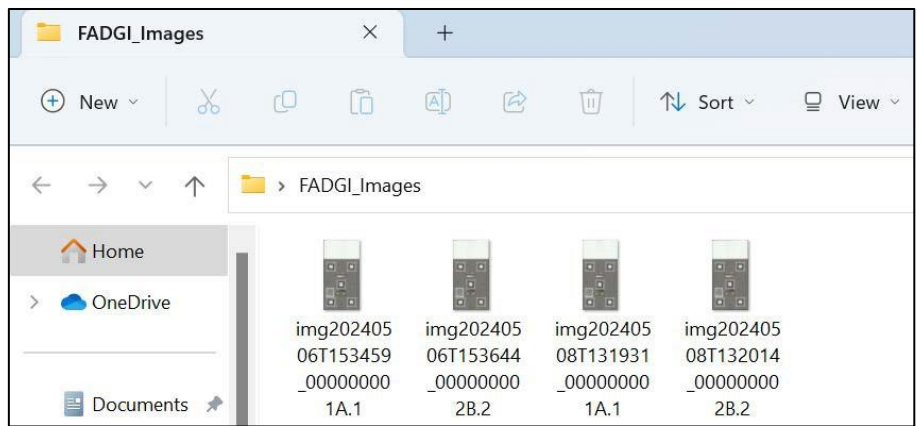 FADGI_Images
New
Sort
View
FADGI_Images
Home
OneDrive
Documents
img202405
06T153459
_00000000
1A.1
img202405
06T153644
_00000000
2B.2
img202405
08T131931
_00000000
1A.1
img202405
08T132014
_00000000
2B.2